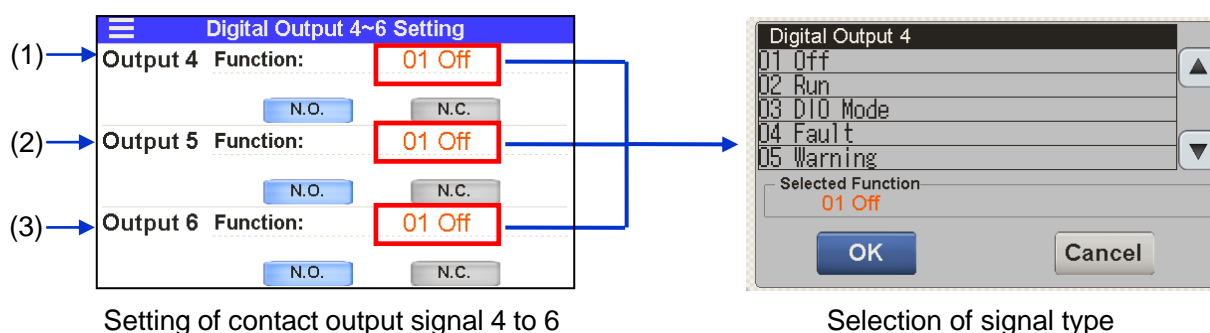 Digital Output 4~6 Setting
(1) Output 4 Function: 01 Off
N.O. N.C.
(2) Output 5 Function: 01 Off
N.O. N.C.
(3) Output 6 Function: 01 Off
N.O. N.C.
Setting of contact output signal 4 to 6
Digital Output 4
01 Off
02 Run
03 DIO Mode
04 Fault
05 Warning
Selected Function
01 Off
OK Cancel
Selection of signal type